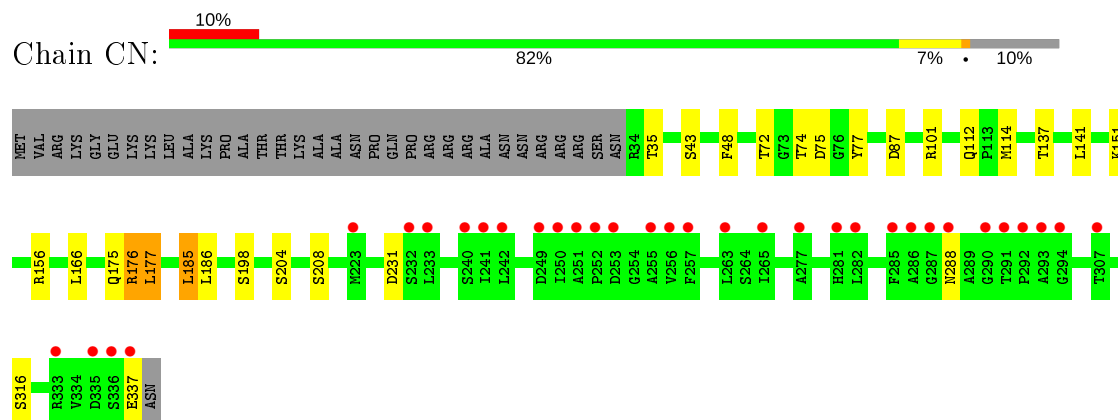 10%
Chain CN:
82% 7% • 10%
MET VAL ARG LYS GLY GLU LYS LYS LEU ALA LYS PRO ALA THR THR LYS ALA ALA ASN PRO GLN PRO ARG ARG ARG ALA ASN ASN ARG ARG ARG SER ASN R34 T35 S43 F48 T72 G73 T74 D75 G76 Y77 D87 R101 Q112 P113 M114 T137 L141 K151
R156 L166 Q175 R176 L177 L185 L186 S198 S204 S208 M223 D231 S232 L233 S240 I241 L242 D249 I250 A251 P252 D253 G254 A255 V256 F257 L263 S264 I265 A277 H281 L282 F285 A286 G287 N288 A289 G290 T291 P292 A293 G294 T307
S316 R333 V334 D335 S336 E337 ASN